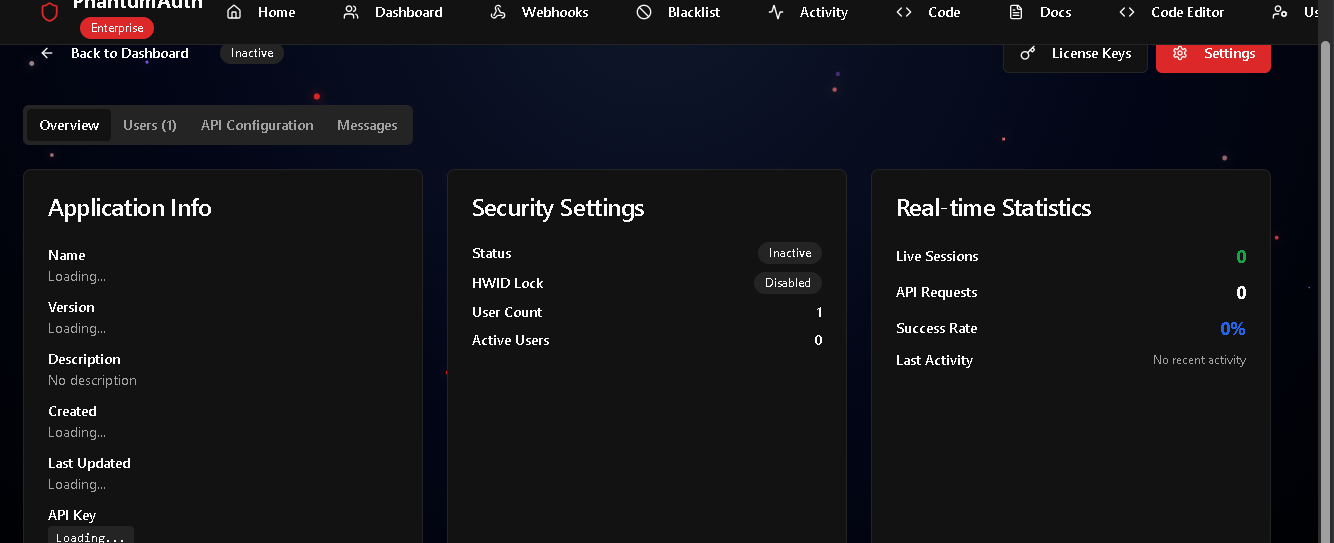 PhantumAuth
Enterprise
Home
Dashboard
Webhooks
Blacklist
Activity
Code
Docs
Code Editor
Back to Dashboard
Inactive
License Keys
Settings
Overview
Users (1)
API Configuration
Messages
Application Info
Name
Loading...
Version
Loading...
Description
No description
Created
Loading...
Last Updated
Loading...
API Key
Loading...
Security Settings
Status Inactive
HWID Lock Disabled
User Count 1
Active Users 0
Real-time Statistics
Live Sessions 0
API Requests 0
Success Rate 0%
Last Activity No recent activity